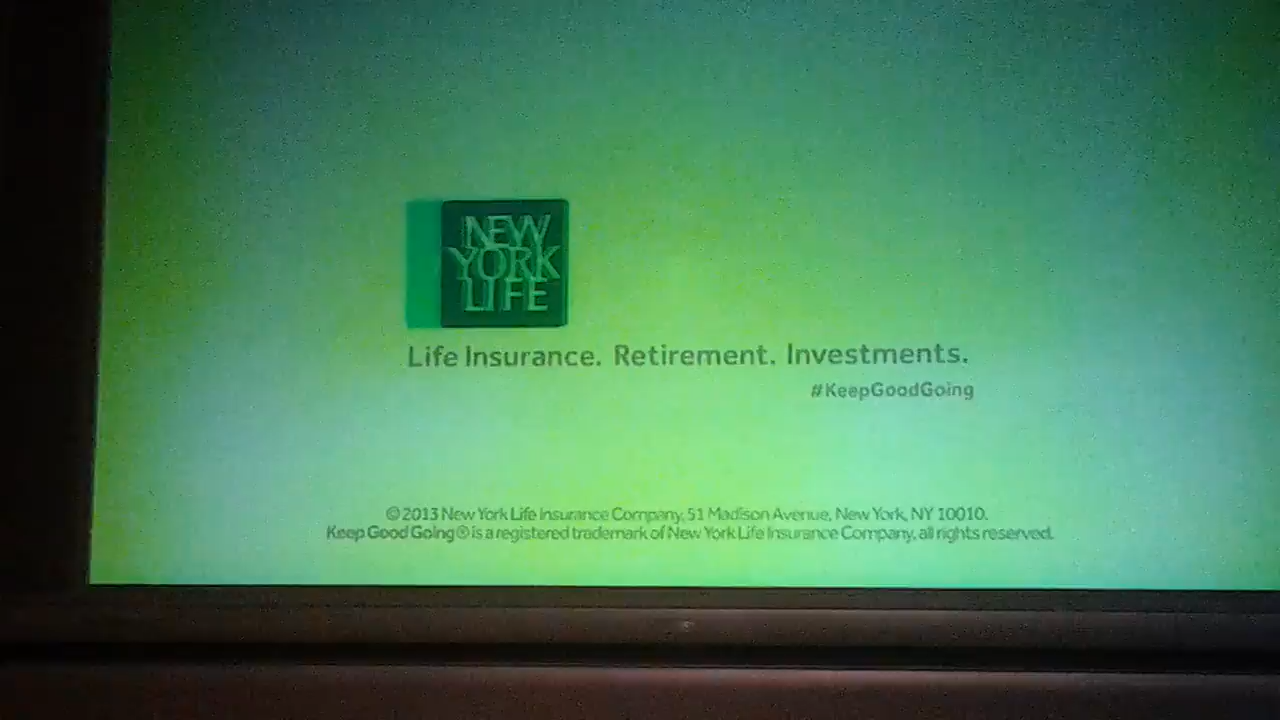 NEW
YORK
LIFE
Life Insurance. Retirement. Investments.
#KeepGoodGoing
© 2013 New York Life Insurance Company, 51 Madison Avenue, New York, NY 10010.
Keep Good Going® is a registered trademark of New York Life Insurance Company, all rights reserved.